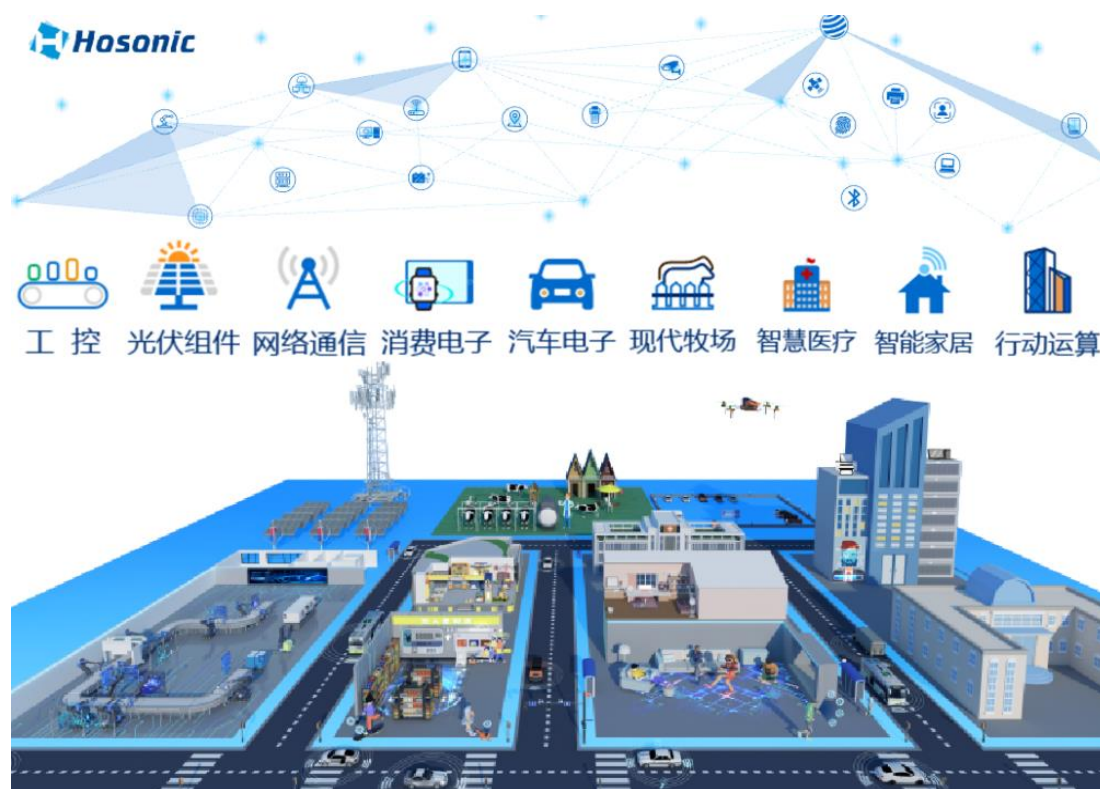 Hosonic
工 控
光伏组件
网络通信
消费电子
汽车电子
现代牧场
智慧医疗
智能家居
行动运算